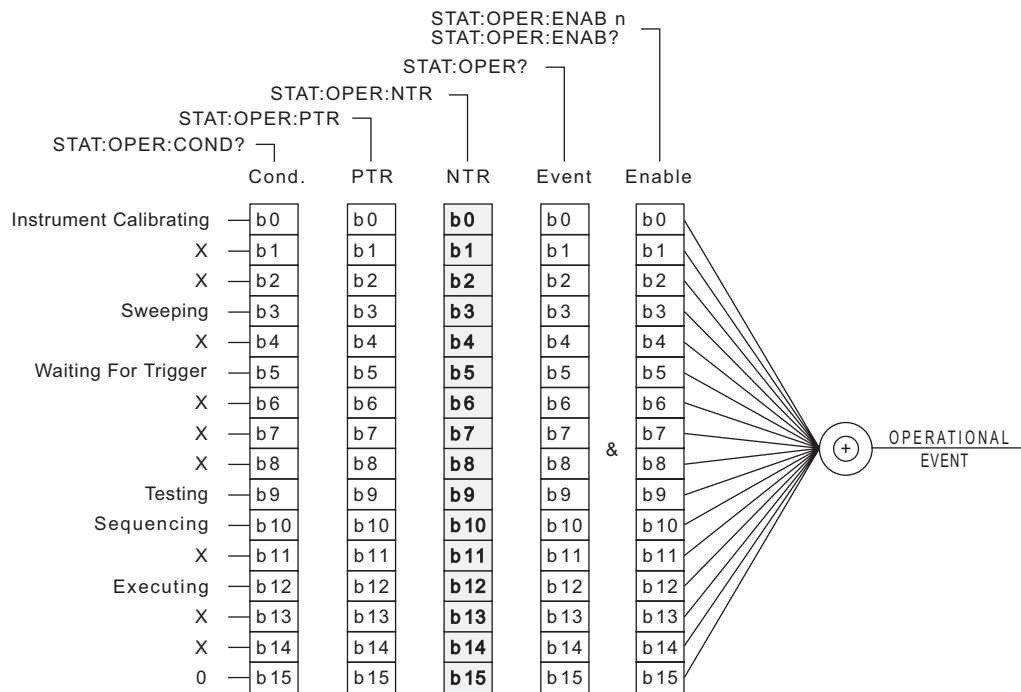 STAT:OPER:ENAB n
STAT:OPER:ENAB?
STAT:OPER?
STAT:OPER:NTR
STAT:OPER:PTR
STAT:OPER:COND?
Cond. PTR NTR Event Enable
Instrument Calibrating b0 b0 b0 b0 b0
X b1 b1 b1 b1 b1
X b2 b2 b2 b2 b2
Sweeping b3 b3 b3 b3 b3
X b4 b4 b4 b4 b4
Waiting For Trigger b5 b5 b5 b5 b5
X b6 b6 b6 b6 b6
X b7 b7 b7 b7 & b7
X b8 b8 b8 b8 b8
Testing b9 b9 b9 b9 b9
Sequencing b10 b10 b10 b10 b10
X b11 b11 b11 b11 b11
Executing b12 b12 b12 b12 b12
X b13 b13 b13 b13 b13
X b14 b14 b14 b14 b14
0 b15 b15 b15 b15 b15
+
OPERATIONAL
EVENT